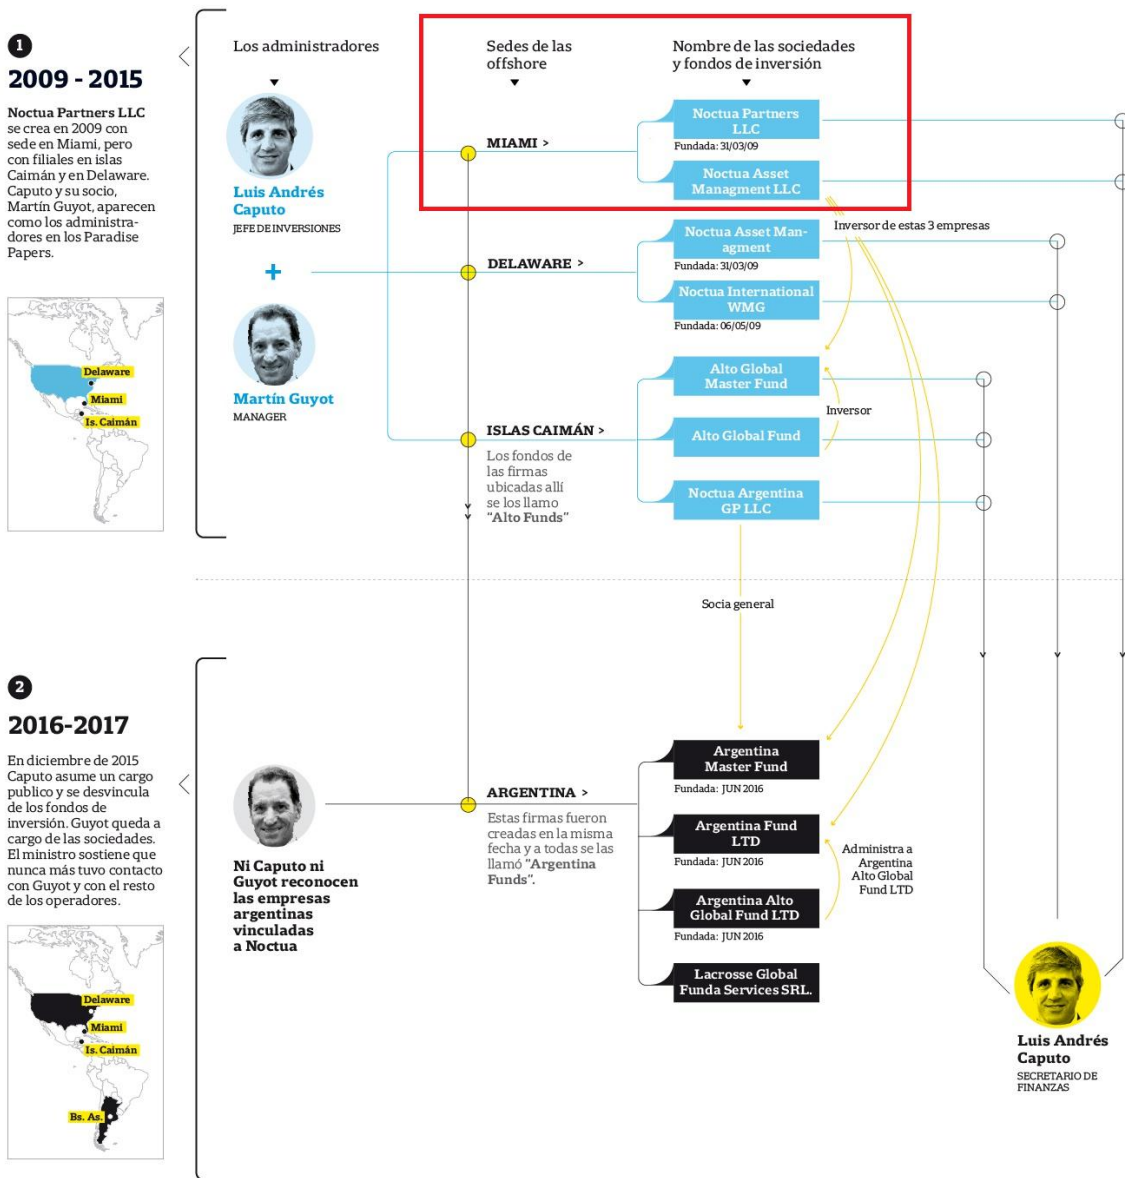 1
2009 - 2015
Noctua Partners LLC
se crea en 2009 con
sede en Miami, pero
con filiales en islas
Caimán y en Delaware.
Caputo y su socio,
Martín Guyot, aparecen
como los administra-
dores en los Paradise
Papers.
Delaware
Miami
Is. Caimán
Los administradores
Luis Andrés
Caputo
JEFE DE INVERSIONES
+
Martín Guyot
MANAGER
Sedes de las
offshore
MIAMI >
DELAWARE >
ISLAS CAIMÁN >
Los fondos de
las firmas
ubicadas allí
se los llamo
"Alto Funds"
Nombre de las sociedades
y fondos de inversión
Noctua Partners
LLC
Fundada: 31/03/09
Noctua Asset
Managment LLC
Inversor de estas 3 empresas
Noctua Asset Man-
agment
Fundada: 31/03/09
Noctua International
WMG
Fundada: 06/05/09
Alto Global
Master Fund
Inversor
Alto Global Fund
Noctua Argentina
GP LLC
Socia general
2
2016-2017
En diciembre de 2015
Caputo asume un cargo
publico y se desvincula
de los fondos de
inversión. Guyot queda a
cargo de las sociedades.
El ministro sostiene que
nunca más tuvo contacto
con Guyot y con el resto
de los operadores.
Delaware
Miami
Is. Caimán
Bs. As.
Ni Caputo ni
Guyot reconocen
las empresas
argentinas
vinculadas
a Noctua
ARGENTINA >
Estas firmas fueron
creadas en la misma
fecha y a todas se las
llamó "Argentina
Funds".
Argentina
Master Fund
Fundada: JUN 2016
Argentina Fund
LTD
Fundada: JUN 2016
Administra a
Argentina
Alto Global
Fund LTD
Argentina Alto
Global Fund LTD
Fundada: JUN 2016
Lacrosse Global
Funda Services SRL.
Luis Andrés
Caputo
SECRETARIO DE
FINANZAS